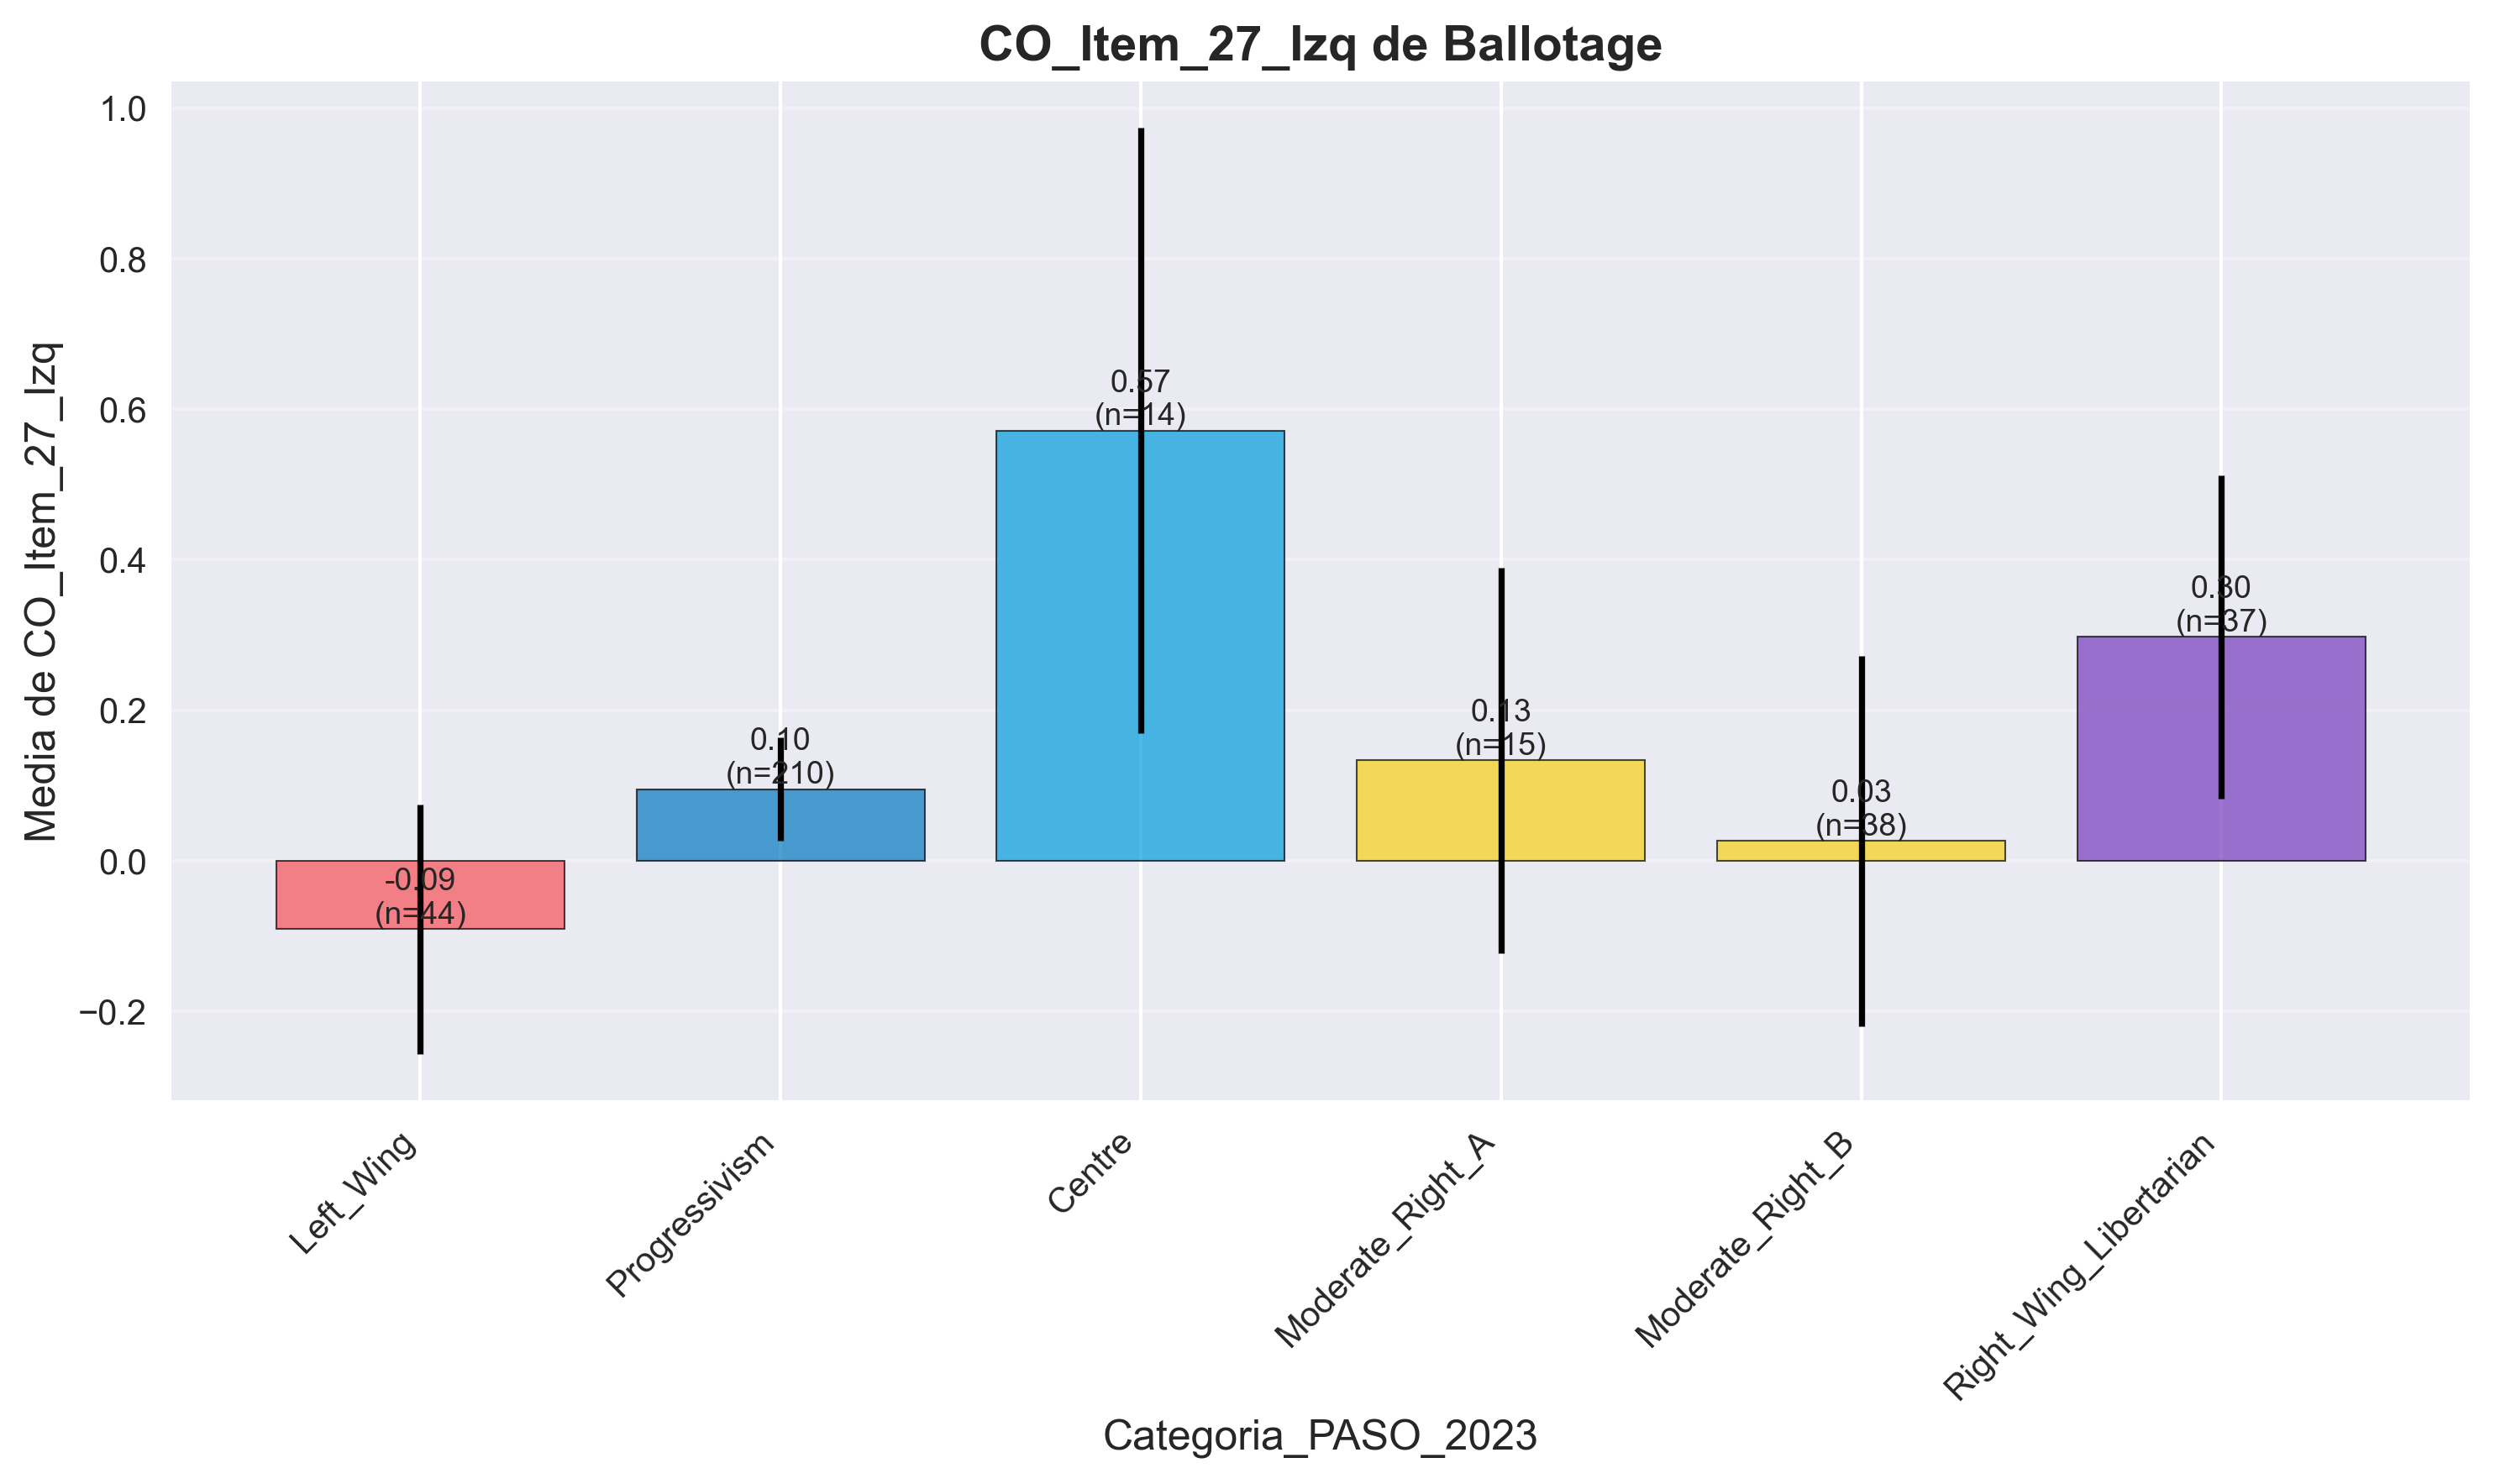 CO_Item_27_Izq de Ballotage
Media de CO_Item_27_Izq
1.0
0.8
0.6
0.4
0.2
0.0
−0.2
-0.09
(n=44)
0.10
(n=210)
0.57
(n=14)
0.13
(n=15)
0.03
(n=38)
0.30
(n=37)
Left_Wing
Progressivism
Centre
Moderate_Right_A
Moderate_Right_B
Right_Wing_Libertarian
Categoria_PASO_2023